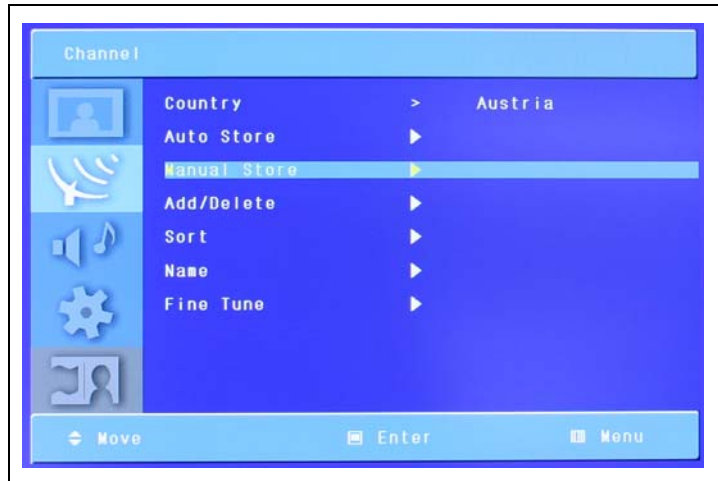 Channel
Country > Austria
Auto Store
Manual Store
Add/Delete
Sort
Name
Fine Tune
Move Enter Menu